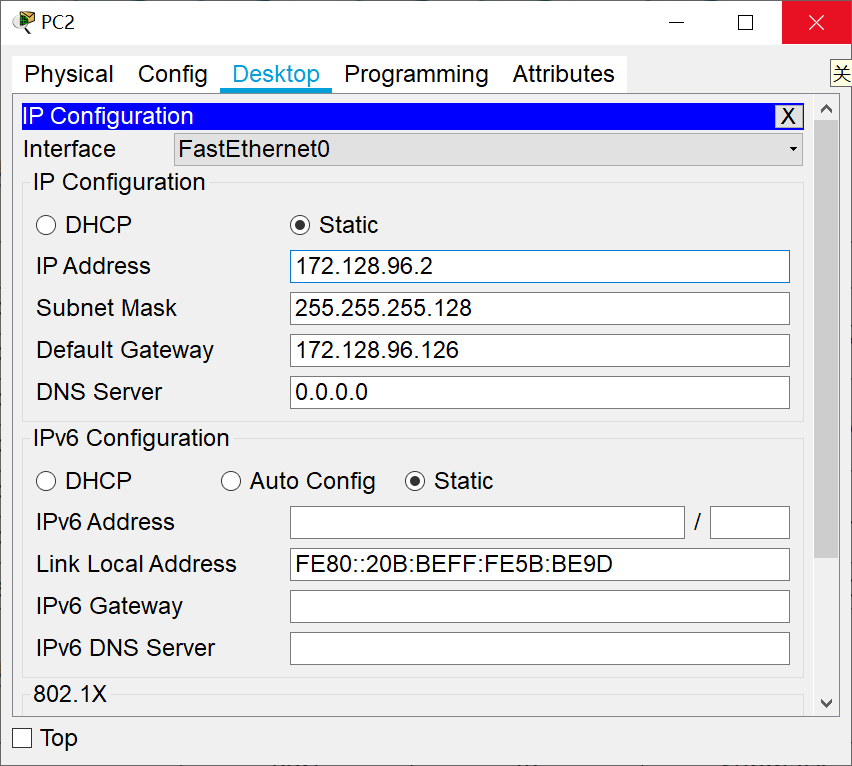 PC2
Physical Config Desktop Programming Attributes
关
IP Configuration X
Interface FastEthernet0
IP Configuration
DHCP Static
IP Address 172.128.96.2
Subnet Mask 255.255.255.128
Default Gateway 172.128.96.126
DNS Server 0.0.0.0
IPv6 Configuration
DHCP Auto Config Static
IPv6 Address /
Link Local Address FE80::20B:BEFF:FE5B:BE9D
IPv6 Gateway
IPv6 DNS Server
802.1X
Top